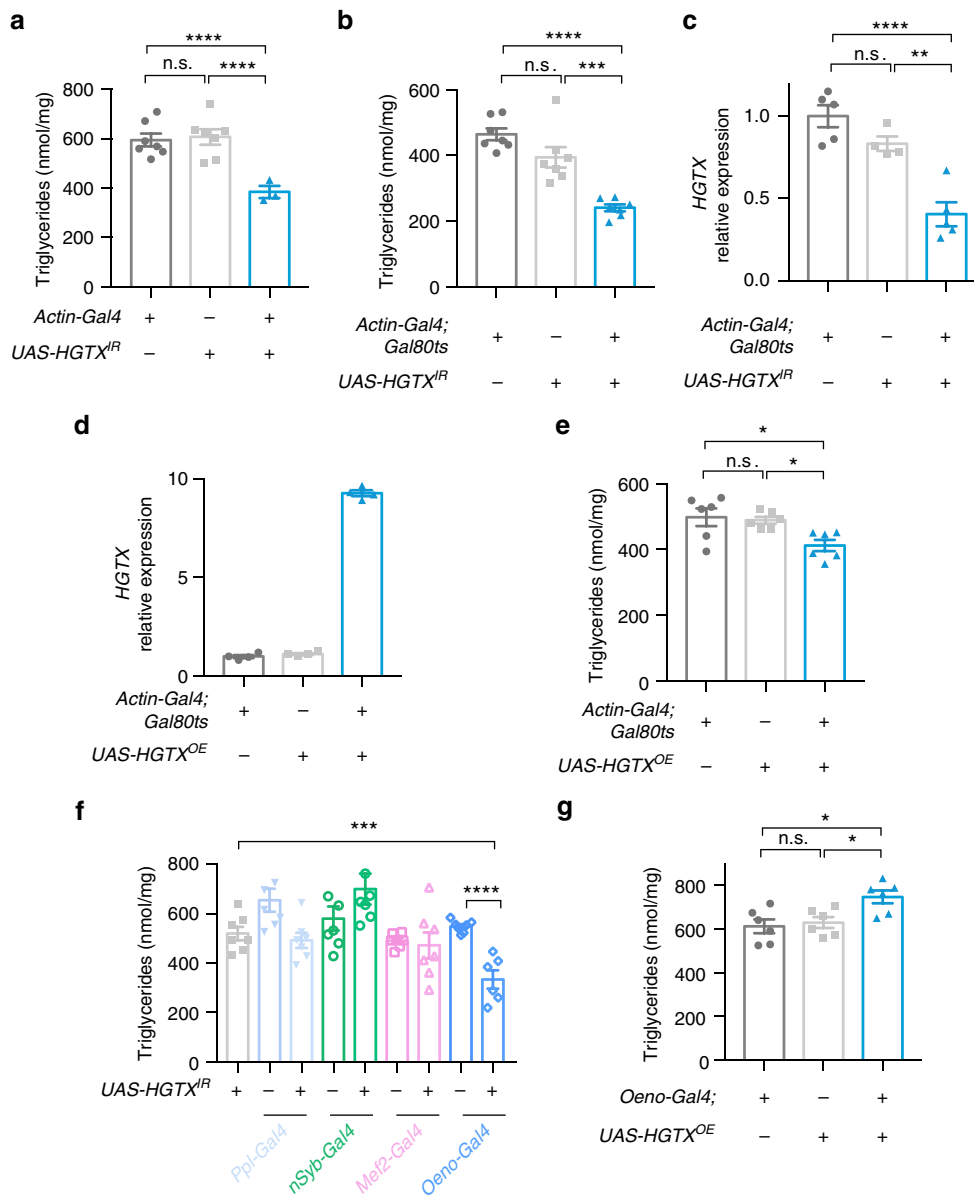 a
****
n.s.
****
Triglycerides (nmol/mg)
800
600
400
200
0
Actin-Gal4 + – +
UAS-HGTX^IR – + +
b
****
n.s.
***
Triglycerides (nmol/mg)
600
400
200
0
Actin-Gal4;
Gal80ts + – +
UAS-HGTX^IR – + +
c
****
n.s.
**
HGTX
relative expression
1.0
0.5
0.0
Actin-Gal4;
Gal80ts + – +
UAS-HGTX^IR – + +
d
HGTX
relative expression
10
5
0
Actin-Gal4;
Gal80ts + – +
UAS-HGTX^OE – + +
e
*
n.s.
*
Triglycerides (nmol/mg)
600
400
200
0
Actin-Gal4;
Gal80ts + – +
UAS-HGTX^OE – + +
f
***
****
Triglycerides (nmol/mg)
800
600
400
200
0
UAS-HGTX^IR + – + – + – + – +
Ppl-Gal4
nSyb-Gal4
Mef2-Gal4
Oeno-Gal4
g
*
n.s.
*
Triglycerides (nmol/mg)
800
600
400
200
0
Oeno-Gal4; + – +
UAS-HGTX^OE – + +